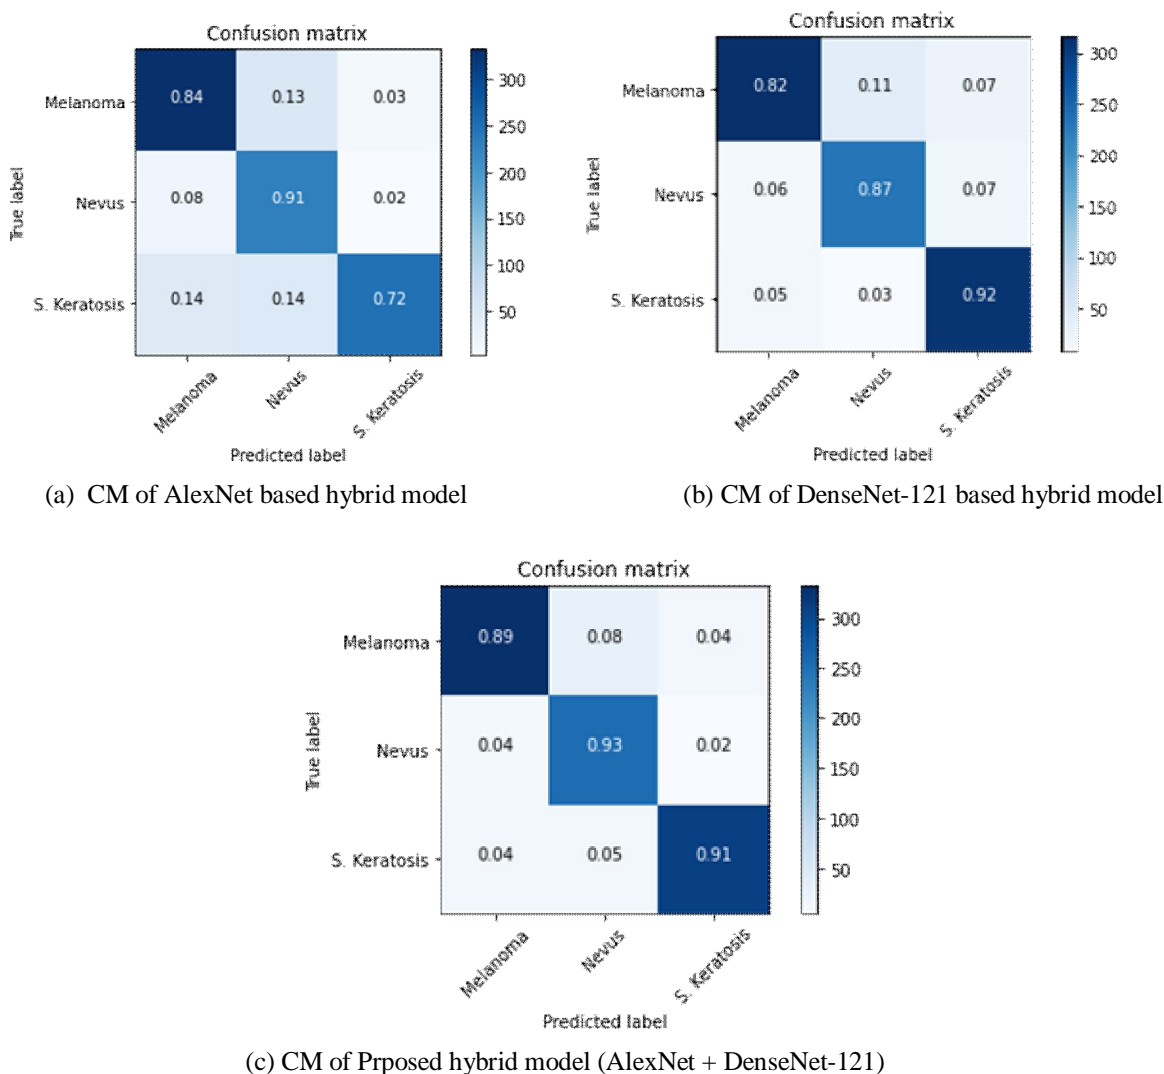 Confusion matrix
Melanoma 0.84 0.13 0.03
Nevus 0.08 0.91 0.02
S. Keratosis 0.14 0.14 0.72
True label
Melanoma Nevus S. Keratosis
Predicted label
300
250
200
150
100
50
(a) CM of AlexNet based hybrid model
Confusion matrix
Melanoma 0.82 0.11 0.07
Nevus 0.06 0.87 0.07
S. Keratosis 0.05 0.03 0.92
True label
Melanoma Nevus S. Keratosis
Predicted label
300
250
200
150
100
50
(b) CM of DenseNet-121 based hybrid model
Confusion matrix
Melanoma 0.89 0.08 0.04
Nevus 0.04 0.93 0.02
S. Keratosis 0.04 0.05 0.91
True label
Melanoma Nevus S. Keratosis
Predicted label
300
250
200
150
100
50
(c) CM of Prposed hybrid model (AlexNet + DenseNet-121)